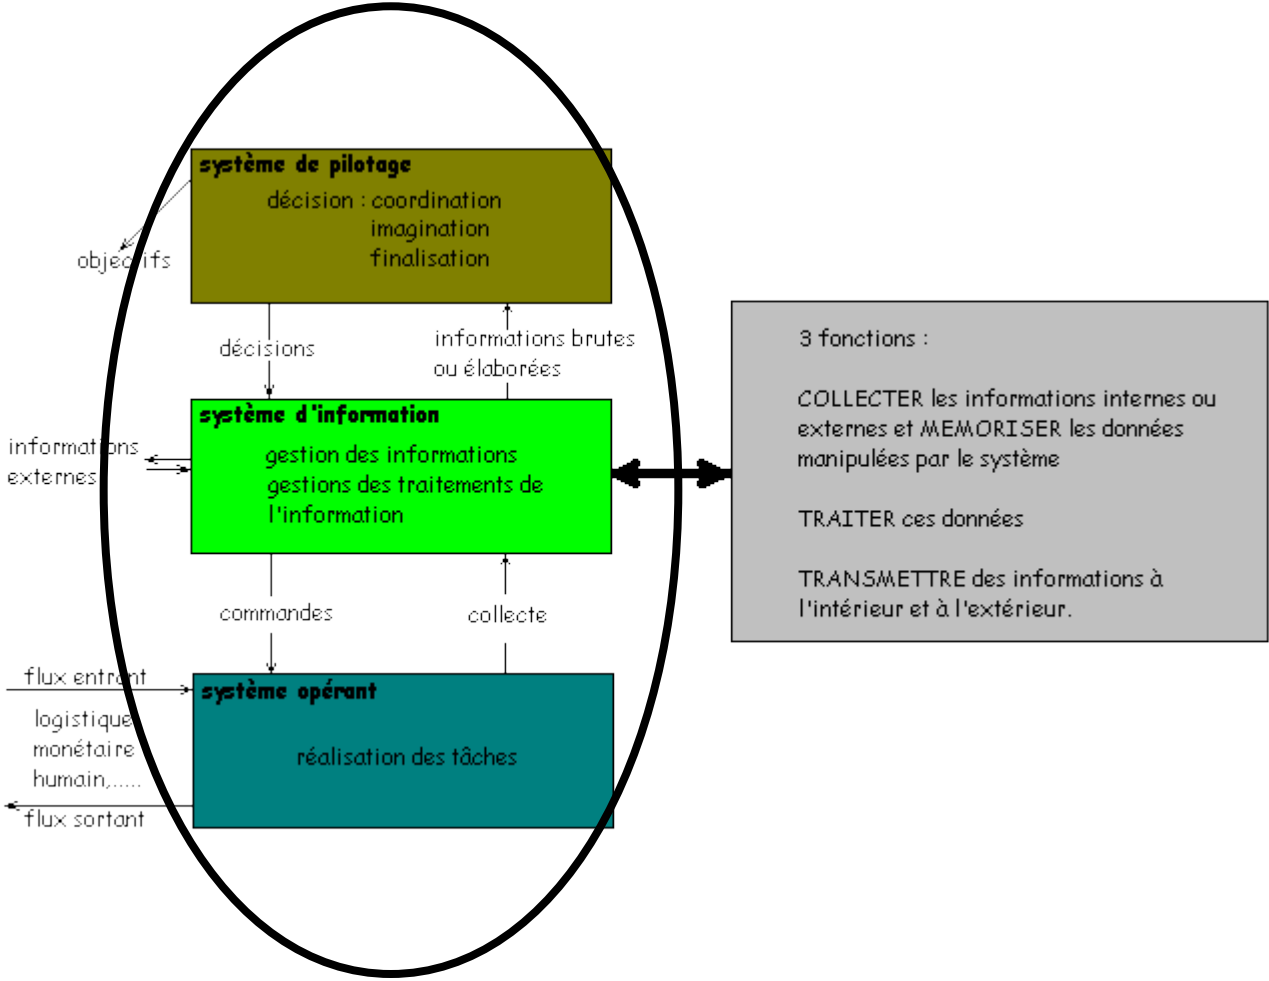 système de pilotage
décision : coordination
imagination
finalisation
objectifs
décisions
informations brutes
ou élaborées
système d'information
gestion des informations
gestions des traitements de
l'information
informations
externes
commandes
collecte
flux entrant
logistique
monétaire
humain,.....
flux sortant
système opérant
réalisation des tâches
3 fonctions :
COLLECTER les informations internes ou
externes et MEMORISER les données
manipulées par le système
TRAITER ces données
TRANSMETTRE des informations à
l'intérieur et à l'extérieur.